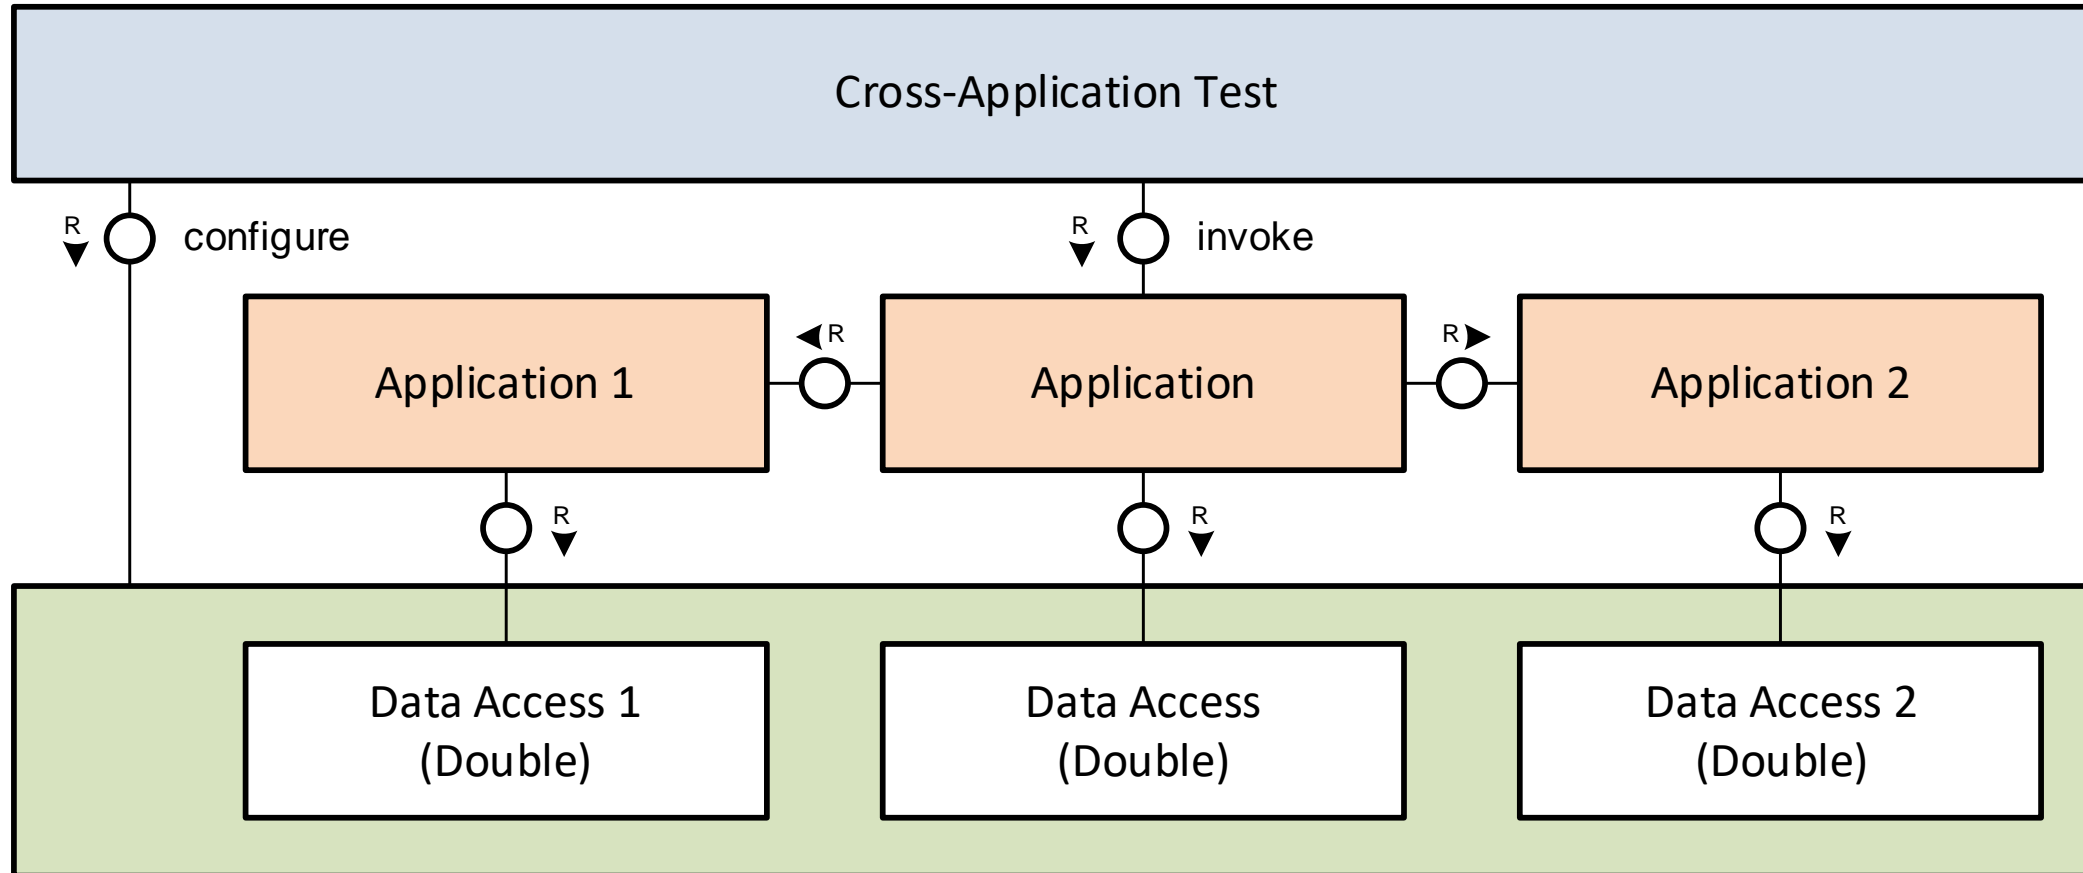 Cross-Application Test
R
configure
R
invoke
R
R
Application 1
Application
Application 2
R
R
R
Data Access 1
(Double)
Data Access
(Double)
Data Access 2
(Double)